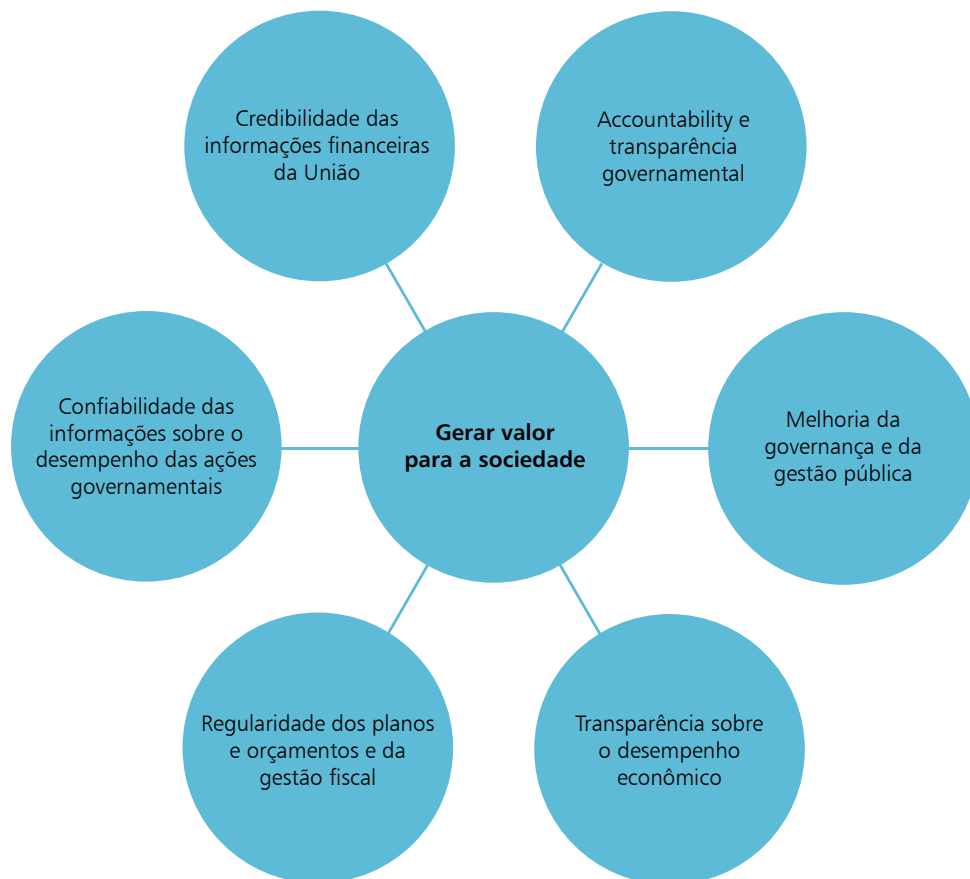 Credibilidade das
informações financeiras
da União
Accountability e
transparência
governamental
Confiabilidade das
informações sobre o
desempenho das ações
governamentais
Gerar valor
para a sociedade
Melhoria da
governança e da
gestão pública
Regularidade dos planos
e orçamentos e da
gestão fiscal
Transparência sobre
o desempenho
econômico